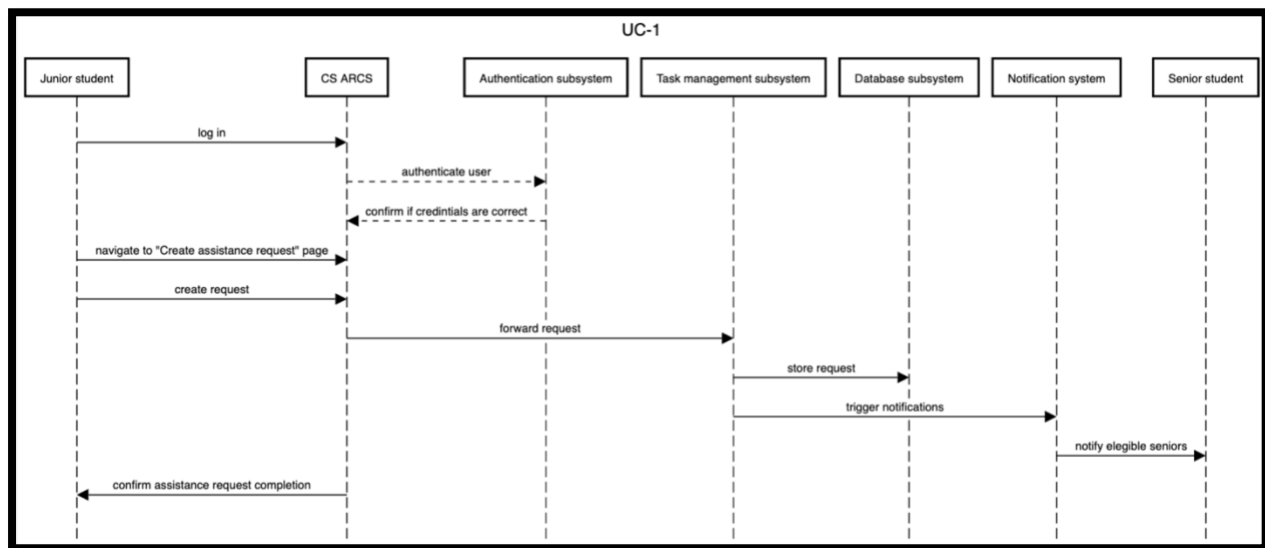 UC-1
Junior student
CS ARCS
Authentication subsystem
Task management subsystem
Database subsystem
Notification system
Senior student
log in
authenticate user
confirm if credintials are correct
navigate to "Create assistance request" page
create request
forward request
store request
trigger notifications
notify elegible seniors
confirm assistance request completion